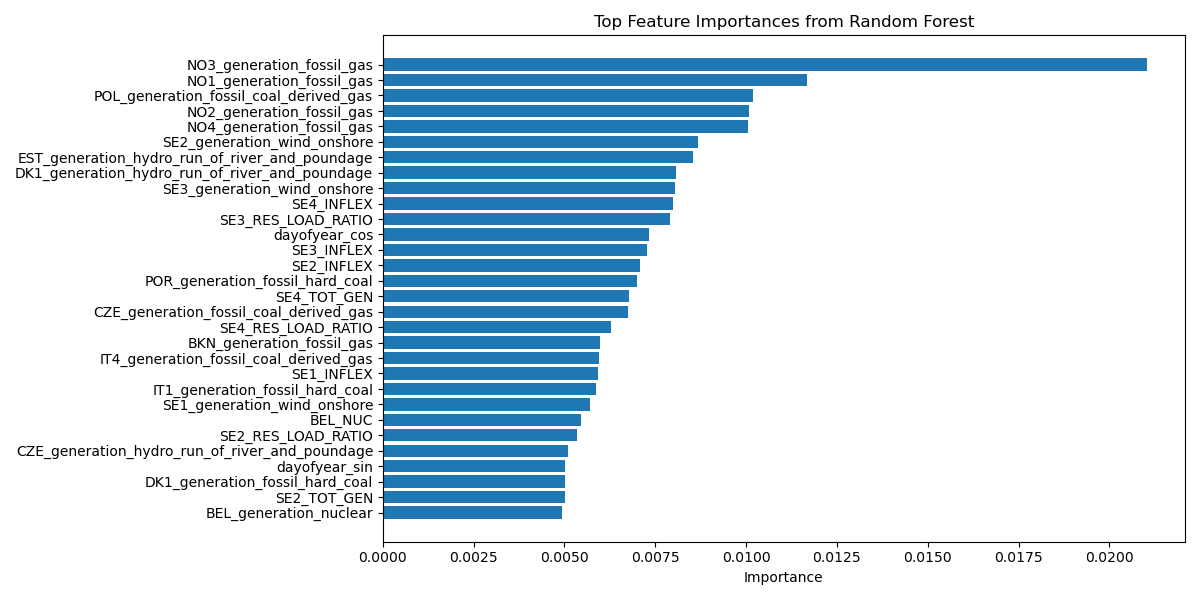 Top Feature Importances from Random Forest
NO3_generation_fossil_gas
NO1_generation_fossil_gas
POL_generation_fossil_coal_derived_gas
NO2_generation_fossil_gas
NO4_generation_fossil_gas
SE2_generation_wind_onshore
EST_generation_hydro_run_of_river_and_poundage
DK1_generation_hydro_run_of_river_and_poundage
SE3_generation_wind_onshore
SE4_INFLEX
SE3_RES_LOAD_RATIO
dayofyear_cos
SE3_INFLEX
SE2_INFLEX
POR_generation_fossil_hard_coal
SE4_TOT_GEN
CZE_generation_fossil_coal_derived_gas
SE4_RES_LOAD_RATIO
BKN_generation_fossil_gas
IT4_generation_fossil_coal_derived_gas
SE1_INFLEX
IT1_generation_fossil_hard_coal
SE1_generation_wind_onshore
BEL_NUC
SE2_RES_LOAD_RATIO
CZE_generation_hydro_run_of_river_and_poundage
dayofyear_sin
DK1_generation_fossil_hard_coal
SE2_TOT_GEN
BEL_generation_nuclear
0.0000 0.0025 0.0050 0.0075 0.0100 0.0125 0.0150 0.0175 0.0200
Importance